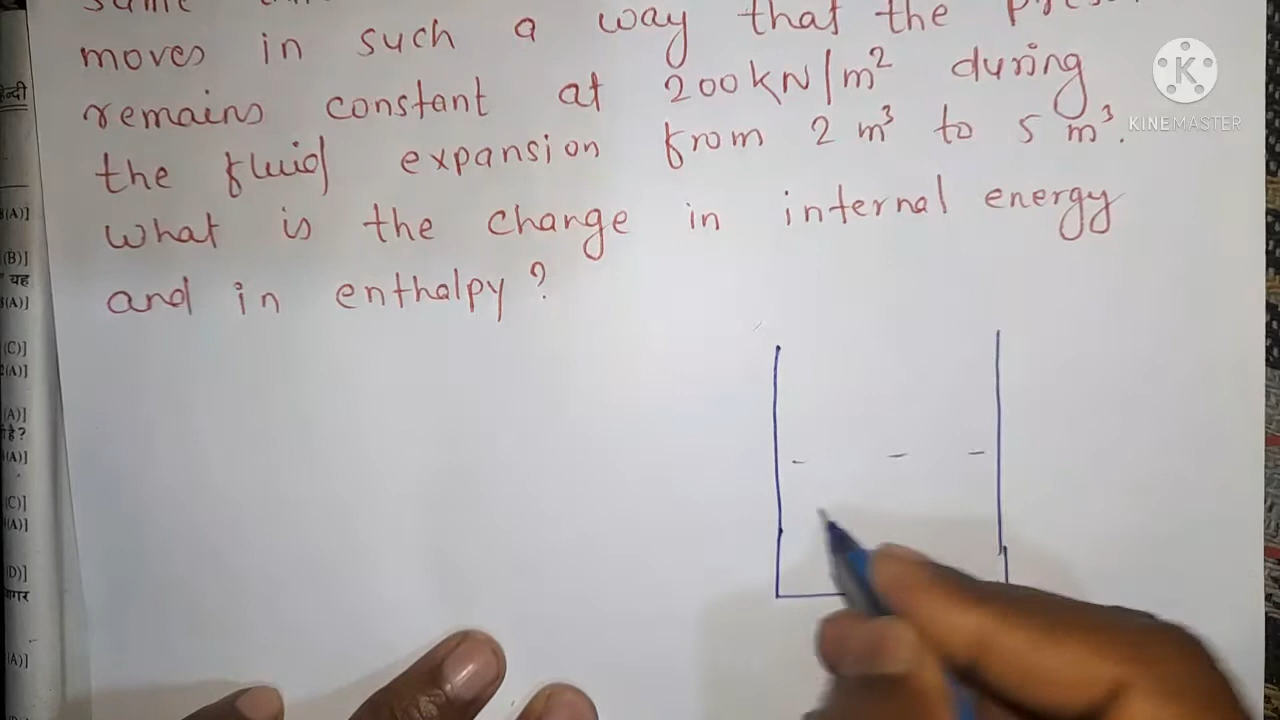 moves in such a way that the
remains constant at 200 kN/m² during
the fluid expansion from 2 m³ to 5 m³.
what is the change in internal energy
and in enthalpy?
KINEMASTER
हिन्दी
(A)]
(B)]
यह
(A)]
(C)]
(A)]
(A)]
है?
(A)]
(C)]
(A)]
(D)]
(A)]